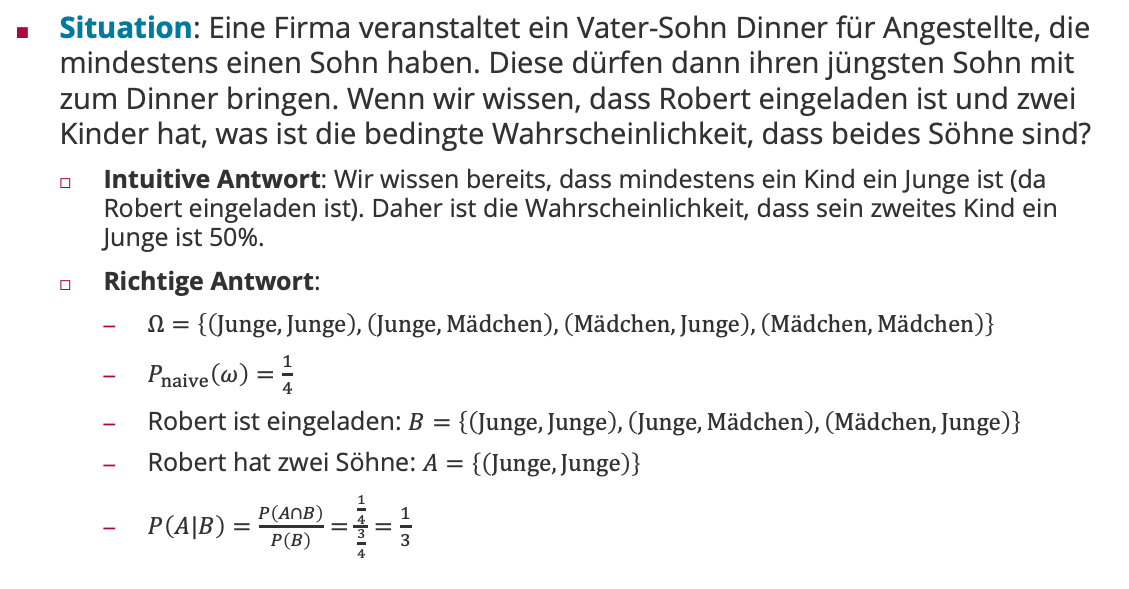 Situation: Eine Firma veranstaltet ein Vater-Sohn Dinner für Angestellte, die
mindestens einen Sohn haben. Diese dürfen dann ihren jüngsten Sohn mit
zum Dinner bringen. Wenn wir wissen, dass Robert eingeladen ist und zwei
Kinder hat, was ist die bedingte Wahrscheinlichkeit, dass beides Söhne sind?
Intuitive Antwort: Wir wissen bereits, dass mindestens ein Kind ein Junge ist (da
Robert eingeladen ist). Daher ist die Wahrscheinlichkeit, dass sein zweites Kind ein
Junge ist 50%.
Richtige Antwort:
– Ω = {(Junge, Junge), (Junge, Mädchen), (Mädchen, Junge), (Mädchen, Mädchen)}
– P_naive(ω) = 1/4
– Robert ist eingeladen: B = {(Junge, Junge), (Junge, Mädchen), (Mädchen, Junge)}
– Robert hat zwei Söhne: A = {(Junge, Junge)}
– P(A|B) = P(A∩B)/P(B) = (1/4)/(3/4) = 1/3